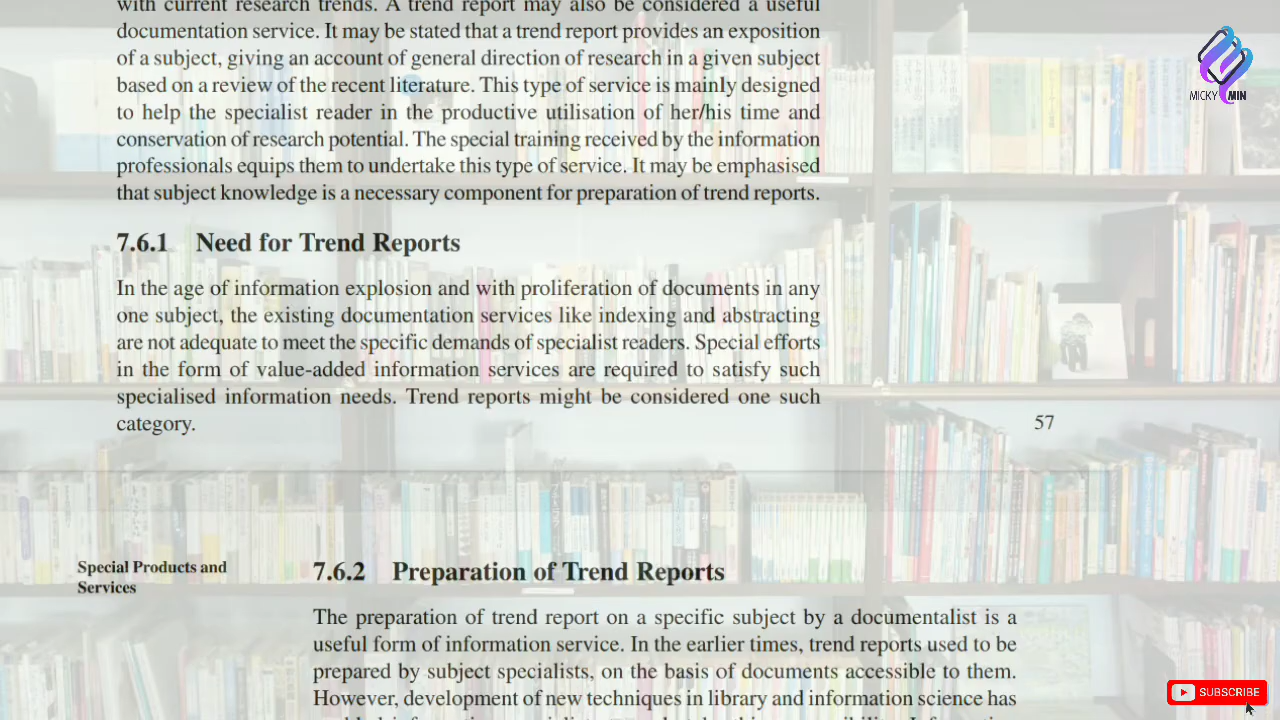 with current research trends. A trend report may also be considered a useful
documentation service. It may be stated that a trend report provides an exposition
of a subject, giving an account of general direction of research in a given subject
based on a review of the recent literature. This type of service is mainly designed
to help the specialist reader in the productive utilisation of her/his time and
conservation of research potential. The special training received by the information
professionals equips them to undertake this type of service. It may be emphasised
that subject knowledge is a necessary component for preparation of trend reports.
7.6.1 Need for Trend Reports
In the age of information explosion and with proliferation of documents in any
one subject, the existing documentation services like indexing and abstracting
are not adequate to meet the specific demands of specialist readers. Special efforts
in the form of value-added information services are required to satisfy such
specialised information needs. Trend reports might be considered one such
category.
57
Special Products and
Services
7.6.2 Preparation of Trend Reports
The preparation of trend report on a specific subject by a documentalist is a
useful form of information service. In the earlier times, trend reports used to be
prepared by subject specialists, on the basis of documents accessible to them.
However, development of new techniques in library and information science has
MICKY MIN
SUBSCRIBE